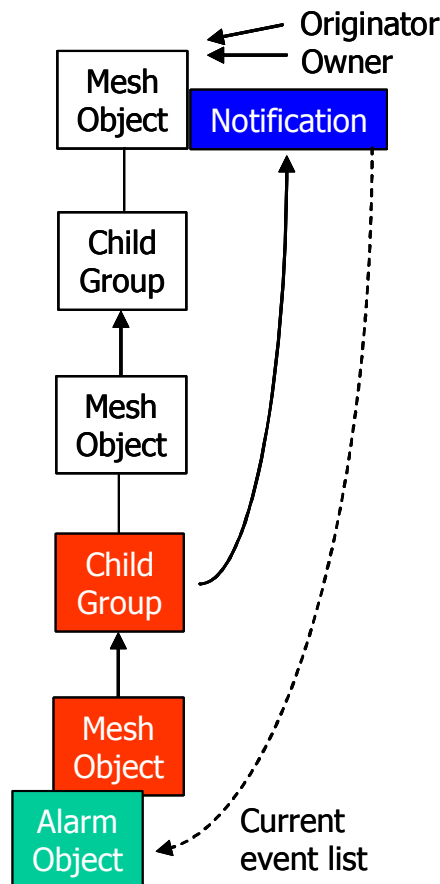 Originator
Owner
Mesh
Object
Notification
Child
Group
Mesh
Object
Child
Group
Mesh
Object
Alarm
Object
Current
event list